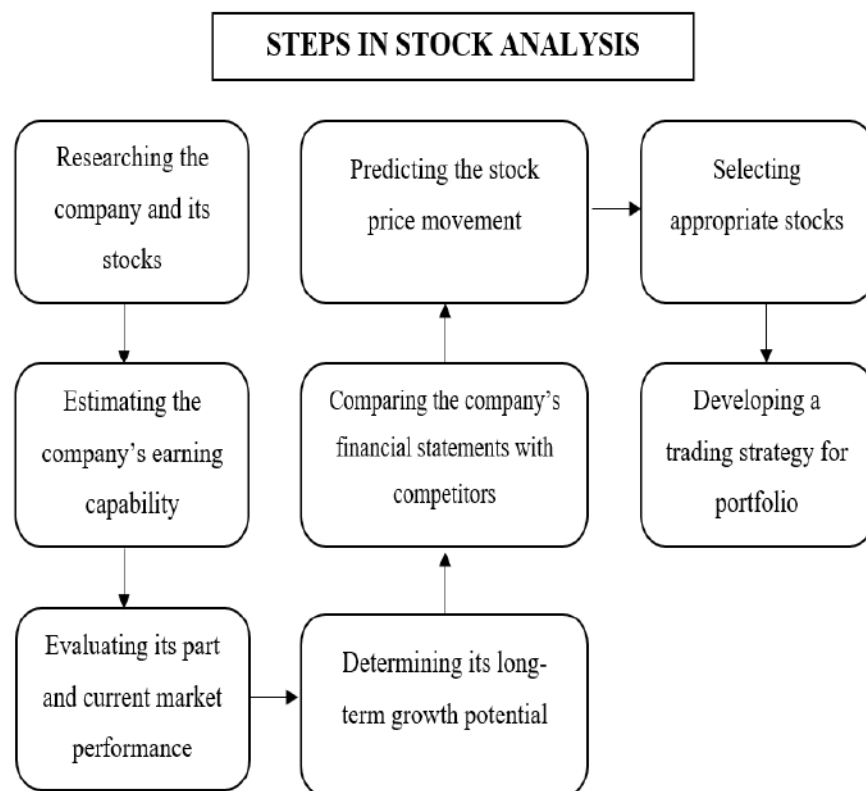 STEPS IN STOCK ANALYSIS
Researching the
company and its
stocks
Estimating the
company's earning
capability
Evaluating its part
and current market
performance
Determining its long-
term growth potential
Comparing the company's
financial statements with
competitors
Predicting the stock
price movement
Selecting
appropriate stocks
Developing a
trading strategy for
portfolio